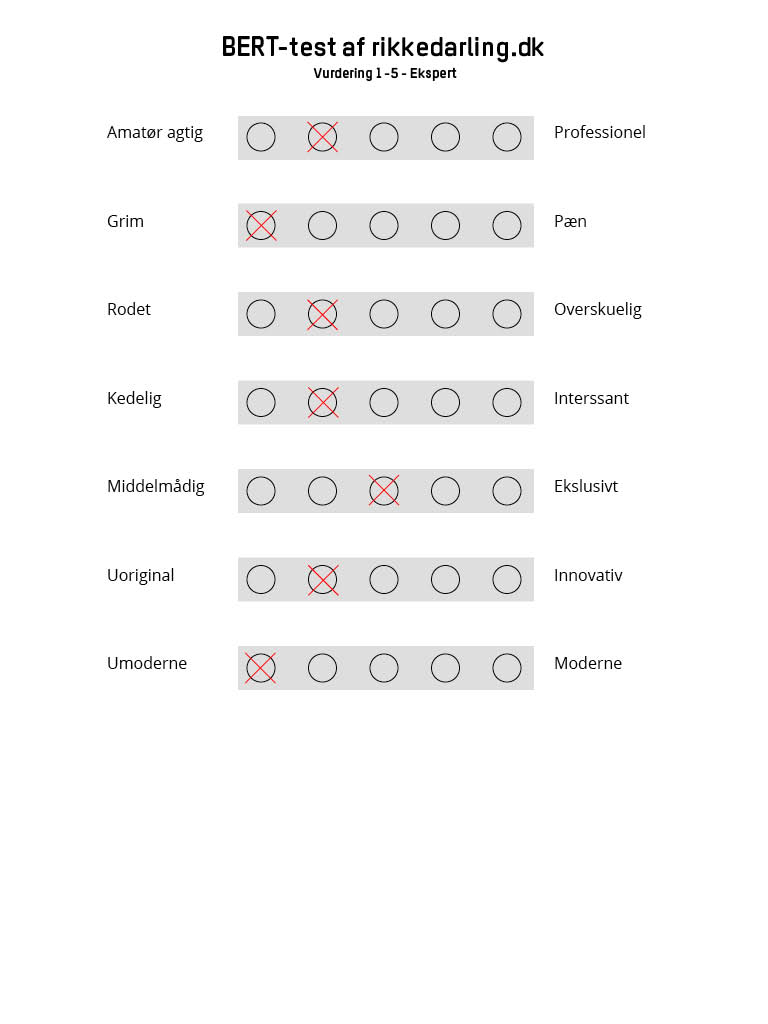 BERT-test af rikkedarling.dk
Vurdering 1 -5 - Ekspert
Amatør agtig Professionel
Grim Pæn
Rodet Overskuelig
Kedelig Interssant
Middelmådig Ekslusivt
Uoriginal Innovativ
Umoderne Moderne